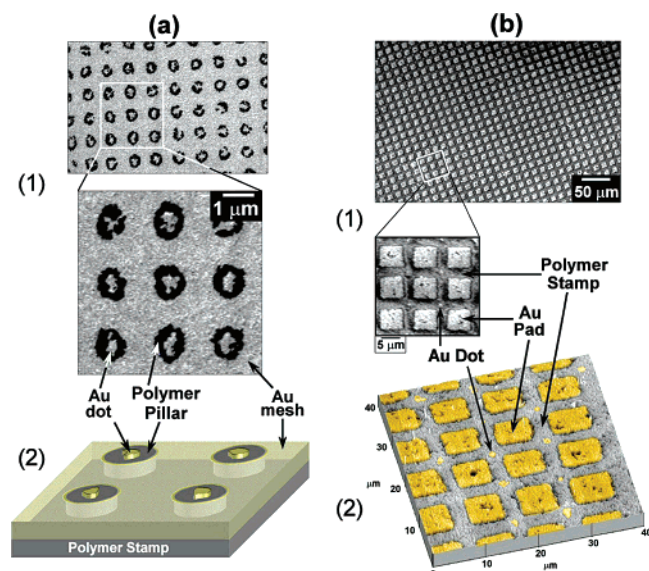 (a)
(1)
1 μm
Au
dot
Polymer
Pillar
Au
mesh
(2)
Polymer Stamp
(b)
50 μm
(1)
5 μm
Polymer
Stamp
Au
Pad
Au Dot
40
30
μm
20
10
(2)
10
20
μm
30
40